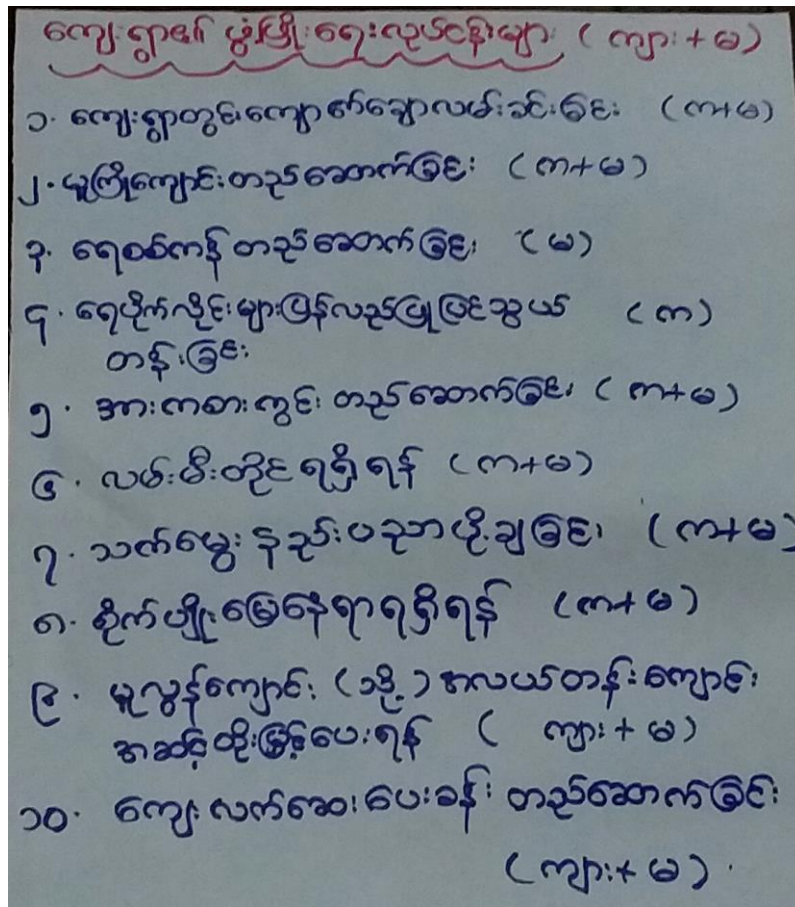 ကျေးရွာ၏ ဖွံ့ဖြိုးရေးလုပ်ငန်းများ (ကျား+မ)
၁. ကျေးရွာတွင်းကျောက်ချောလမ်းခင်းခြင်း (က+မ)
၂. မူကြိုကျောင်းတည်ဆောက်ခြင်း (က+မ)
၃. ရေစစ်ကန် တည်ဆောက်ခြင်း (မ)
၄. ရေပိုက်လိုင်းများပြန်လည်ပြုပြင်သွယ် (က)
တန်းခြင်း
၅. အားကစားကွင်း တည်ဆောက်ခြင်း (က+မ)
၆. လမ်းမီးတိုင် ရရှိရန် (က+မ)
၇. သက်မွေး နည်းပညာ ပို့ချခြင်း (က+မ)
၈. စိုက်ပျိုးမြေနေရာရရှိရန် (က+မ)
၉. မူလွန်ကျောင်း (သို့) အလယ်တန်းကျောင်း
အဆင့်တိုးမြှင့်ပေးရန် ( ကျား + မ)
၁၀. ကျေးလက်ဆေးပေးခန်း တည်ဆောက်ခြင်း
(ကျား+ မ).